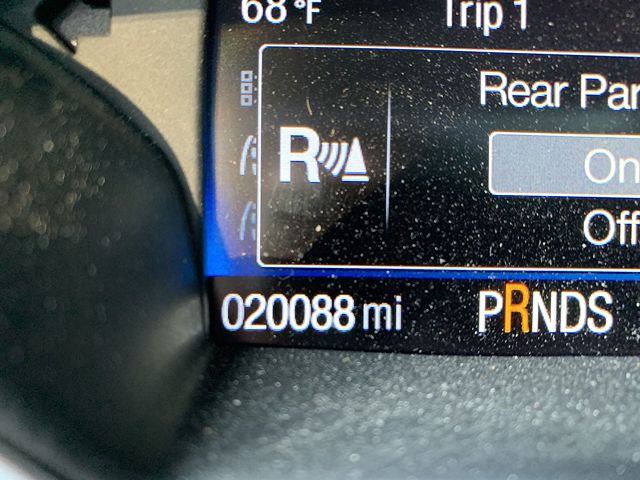 68°F Trip 1
Rear Par
R
On
Off
020088 mi PRNDS